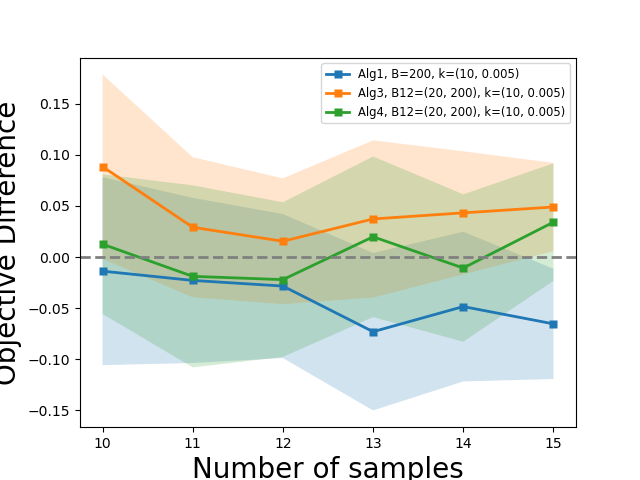 Alg1, B=200, k=(10, 0.005)
Alg3, B12=(20, 200), k=(10, 0.005)
Alg4, B12=(20, 200), k=(10, 0.005)
Objective Difference
0.15
0.10
0.05
0.00
−0.05
−0.10
−0.15
10 11 12 13 14 15
Number of samples